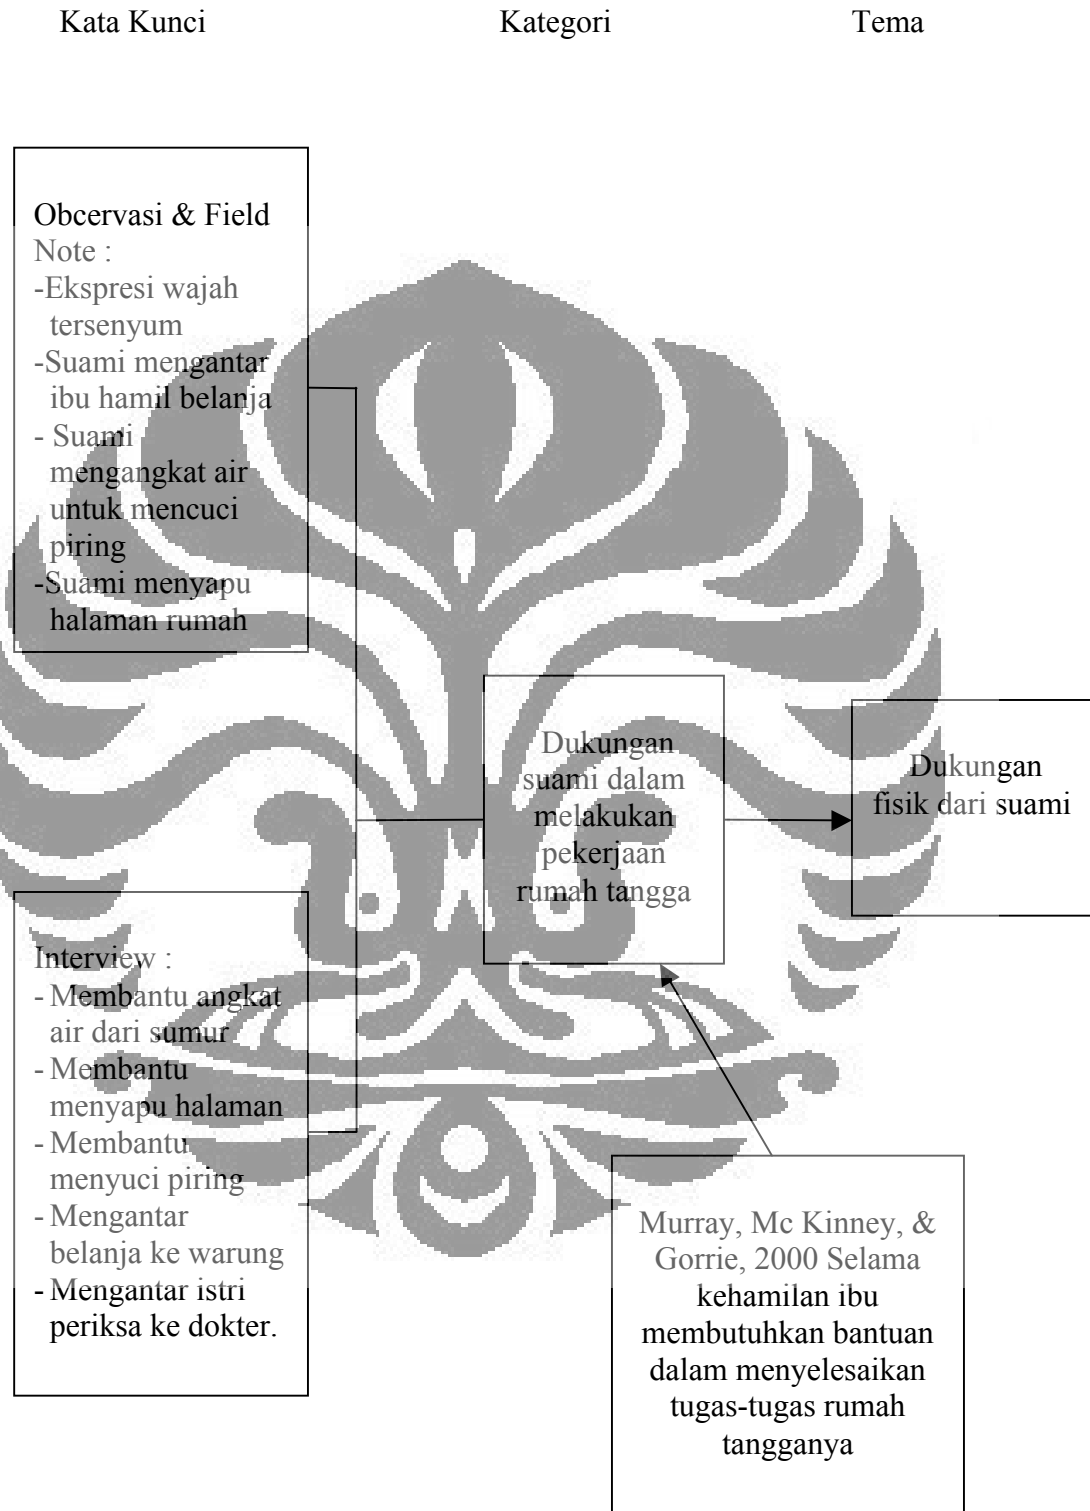 Kata Kunci Kategori Tema
Obcervasi & Field
Note :
-Ekspresi wajah
tersenyum
-Suami mengantar
ibu hamil belanja
- Suami
mengangkat air
untuk mencuci
piring
-Suami menyapu
halaman rumah
Dukungan
suami dalam
melakukan
pekerjaan
rumah tangga
Dukungan
fisik dari suami
Interview :
- Membantu angkat
air dari sumur
- Membantu
menyapu halaman
- Membantu
menyuci piring
- Mengantar
belanja ke warung
- Mengantar istri
periksa ke dokter.
Murray, Mc Kinney, &
Gorrie, 2000 Selama
kehamilan ibu
membutuhkan bantuan
dalam menyelesaikan
tugas-tugas rumah
tangganya